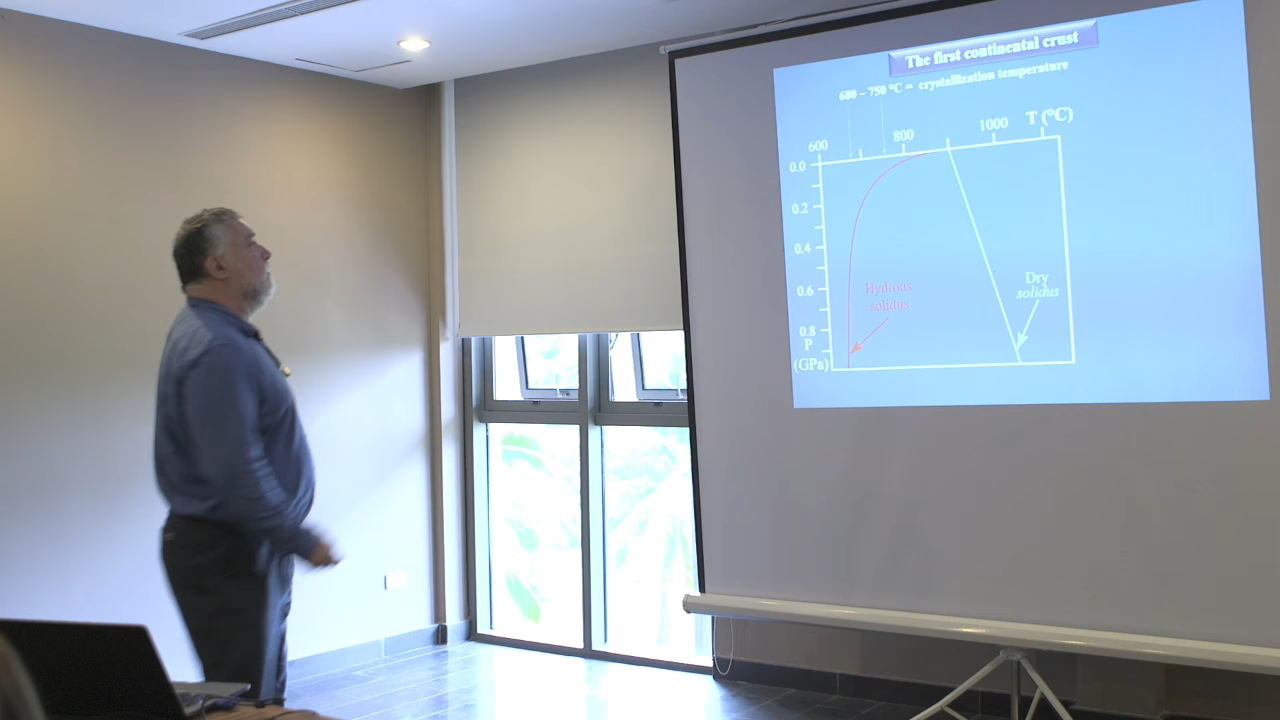 The first continental crust
680 – 750 °C = crystallization temperature
600
800
1000
T (°C)
0.0
0.2
0.4
0.6
0.8
P
(GPa)
Hydrous
solidus
Dry
solidus